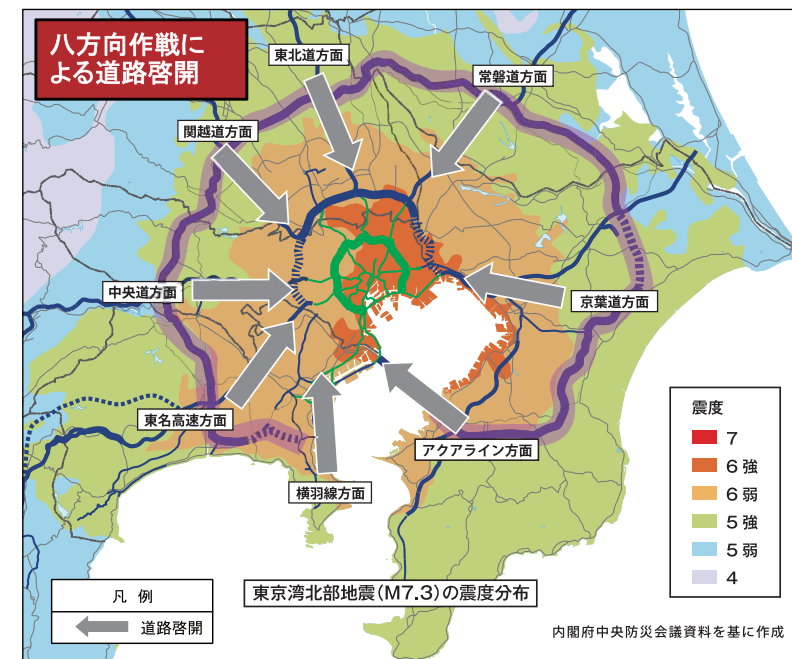 八方向作戦に
よる道路啓開
東北道方面
常磐道方面
関越道方面
中央道方面
京葉道方面
東名高速方面
アクアライン方面
横羽線方面
震度
7
6強
6弱
5強
5弱
4
凡 例
道路啓開
東京湾北部地震(M7.3)の震度分布
内閣府中央防災会議資料を基に作成